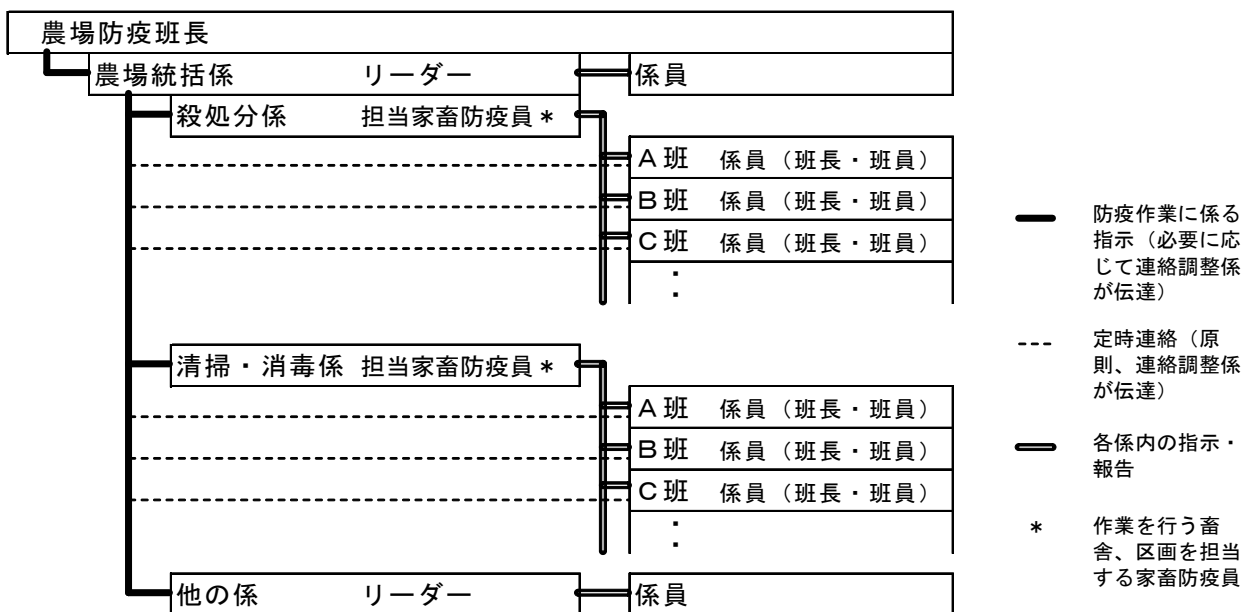 農場防疫班長
農場統括係 リーダー 係員
殺処分係 担当家畜防疫員*
A班 係員(班長・班員)
B班 係員(班長・班員)
C班 係員(班長・班員)
:
清掃・消毒係 担当家畜防疫員*
A班 係員(班長・班員)
B班 係員(班長・班員)
C班 係員(班長・班員)
:
他の係 リーダー 係員
防疫作業に係る
指示(必要に応
じて連絡調整係
が伝達)
定時連絡(原
則、連絡調整係
が伝達)
各係内の指示・
報告
* 作業を行う畜
舎、区画を担当
する家畜防疫員